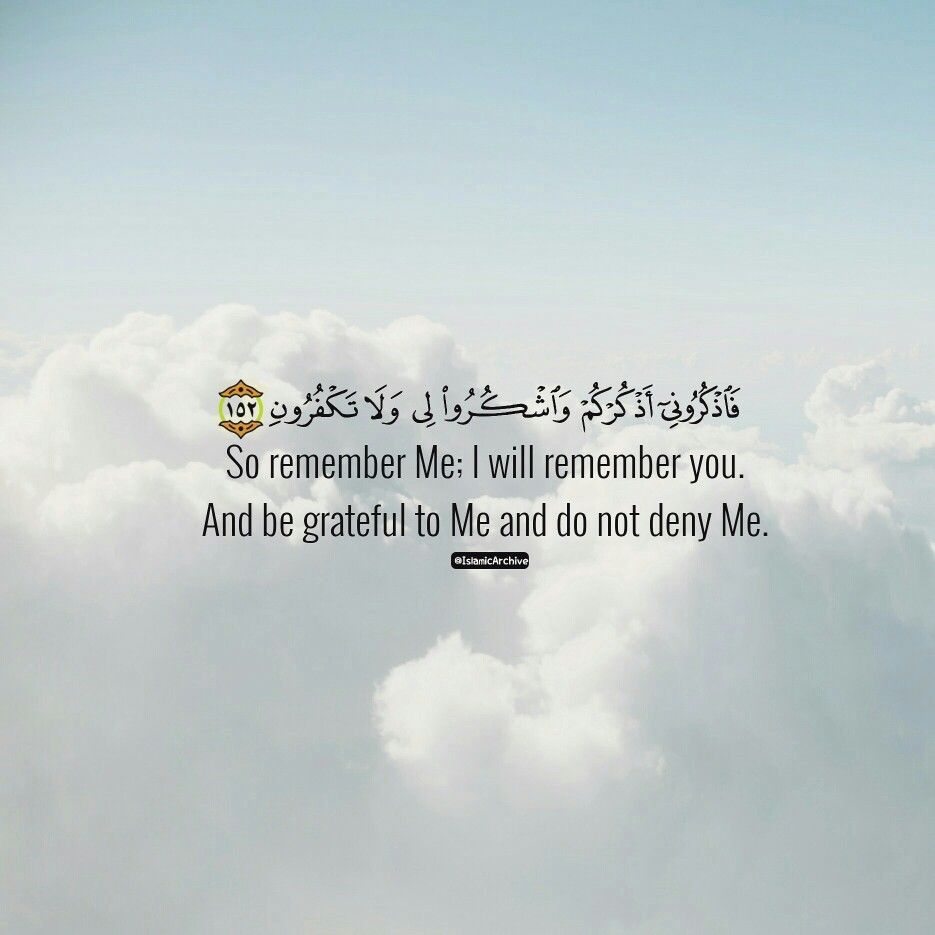 فَٱذْكُرُونِىٓ أَذْكُرْكُمْ وَٱشْكُرُوا۟ لِى وَلَا تَكْفُرُونِ ١٥٢
So remember Me; I will remember you.
And be grateful to Me and do not deny Me.
@IslamicArchive